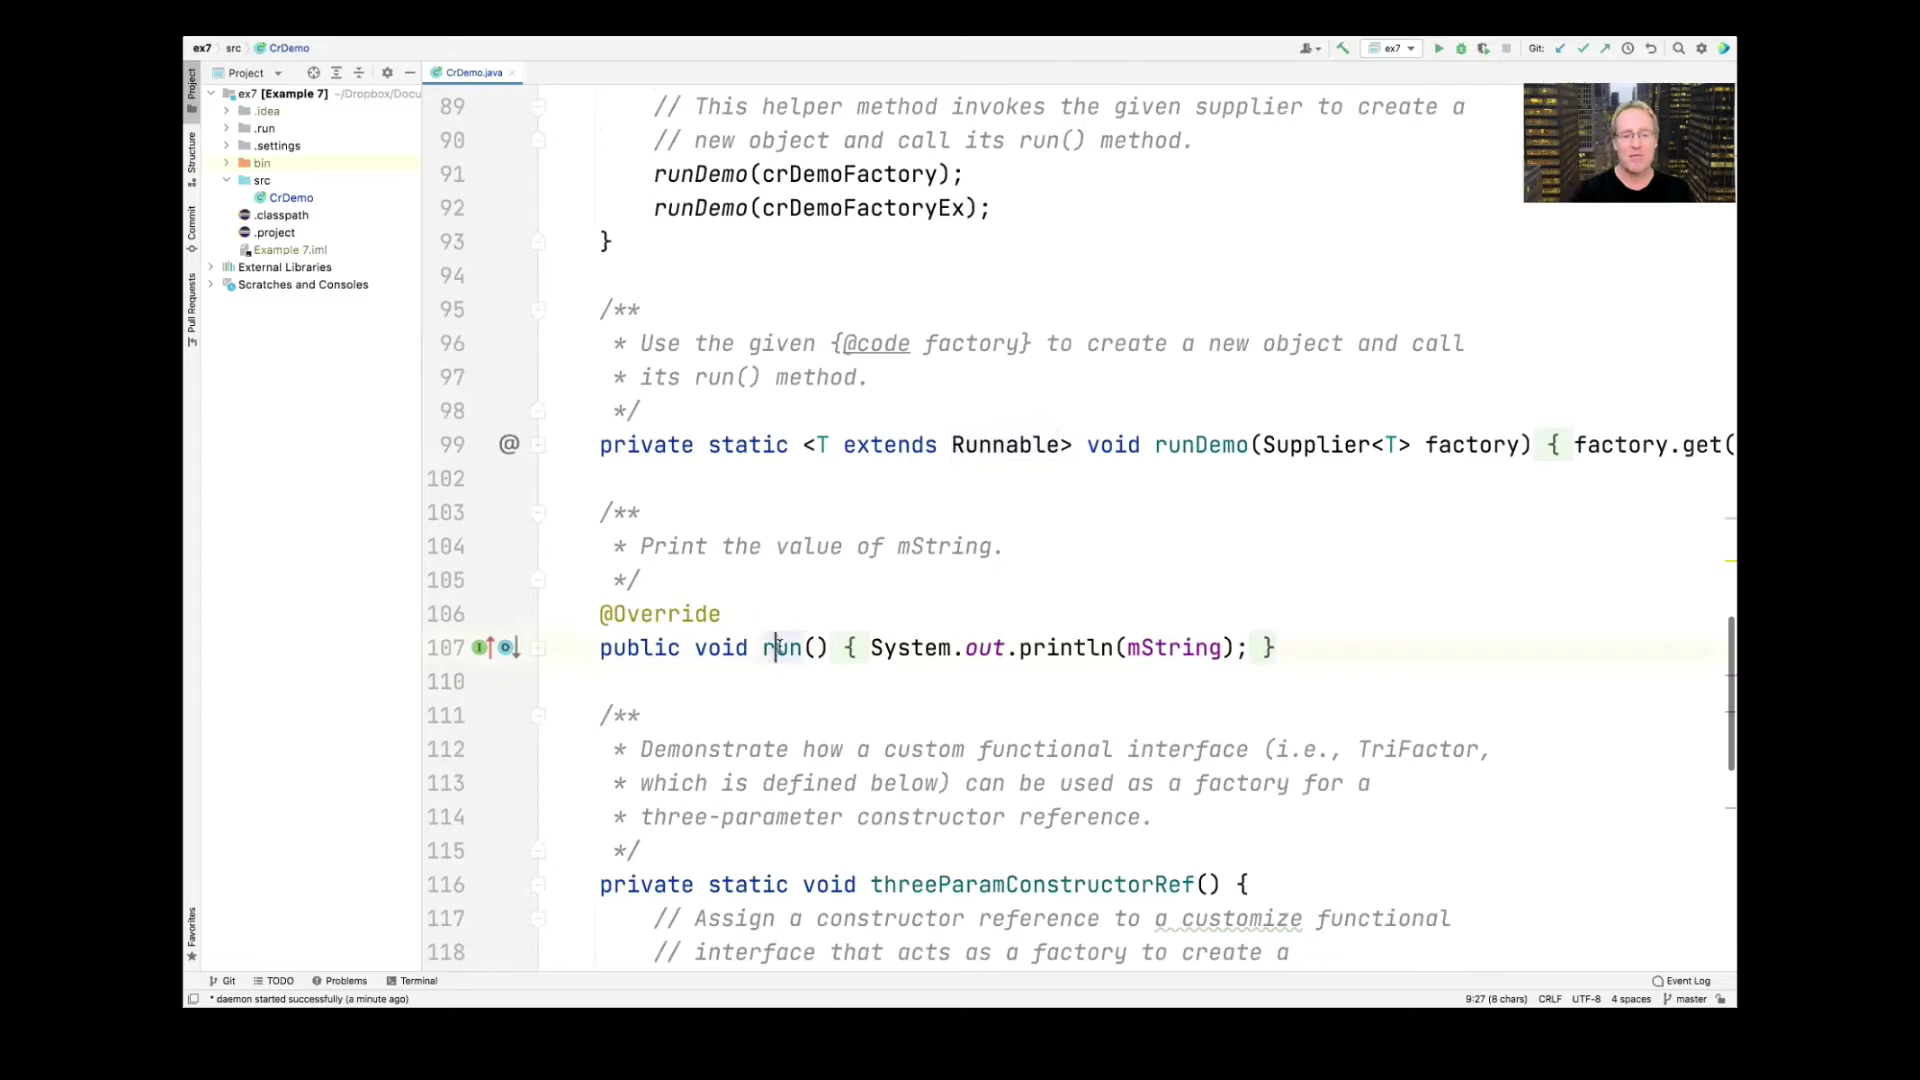 ex7 src CrDemo
ex7 Git:
Project
CrDemo.java
Project
Structure
Commit
Pull Requests
Favorites
ex7 [Example 7] ~/Dropbox/Docu
.idea
.run
.settings
bin
src
CrDemo
.classpath
.project
Example 7.iml
External Libraries
Scratches and Consoles
89 // This helper method invokes the given supplier to create a
90 // new object and call its run() method.
91 runDemo(crDemoFactory);
92 runDemo(crDemoFactoryEx);
93 }
94
95 /**
96 * Use the given {@code factory} to create a new object and call
97 * its run() method.
98 */
99 @ private static <T extends Runnable> void runDemo(Supplier<T> factory) { factory.get(
102
103 /**
104 * Print the value of mString.
105 */
106 @Override
107 public void run() { System.out.println(mString); }
110
111 /**
112 * Demonstrate how a custom functional interface (i.e., TriFactor,
113 * which is defined below) can be used as a factory for a
114 * three-parameter constructor reference.
115 */
116 private static void threeParamConstructorRef() {
117 // Assign a constructor reference to a customize functional
118 // interface that acts as a factory to create a
Git TODO Problems Terminal Event Log
* daemon started successfully (a minute ago) 9:27 (8 chars) CRLF UTF-8 4 spaces master